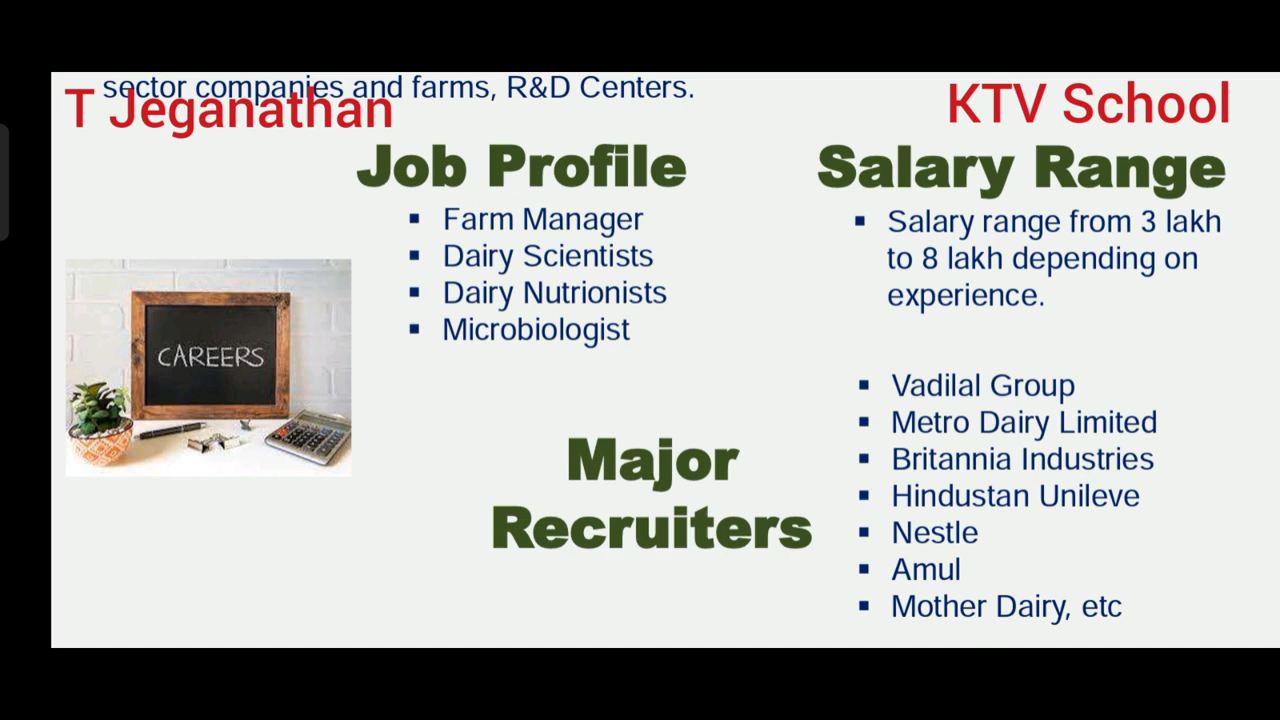 sector companies and farms, R&D Centers.
T Jeganathan
KTV School
Job Profile
▪ Farm Manager
▪ Dairy Scientists
▪ Dairy Nutrionists
▪ Microbiologist
Salary Range
▪ Salary range from 3 lakh
to 8 lakh depending on
experience.
CAREERS
Major
Recruiters
▪ Vadilal Group
▪ Metro Dairy Limited
▪ Britannia Industries
▪ Hindustan Unileve
▪ Nestle
▪ Amul
▪ Mother Dairy, etc